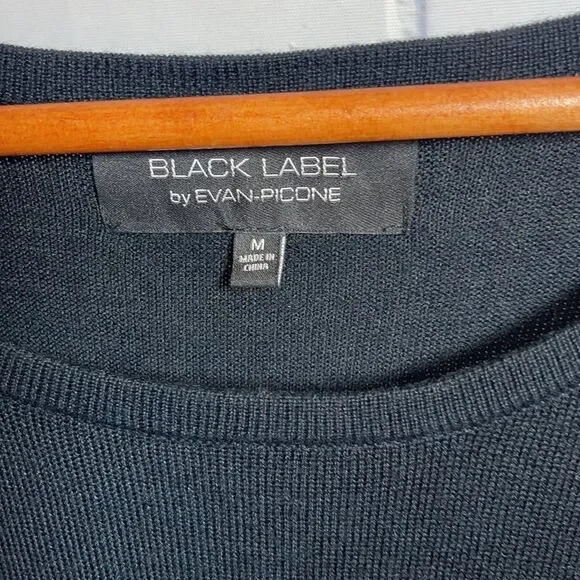 BLACK LABEL
by EVAN-PICONE
M
MADE IN
CHINA